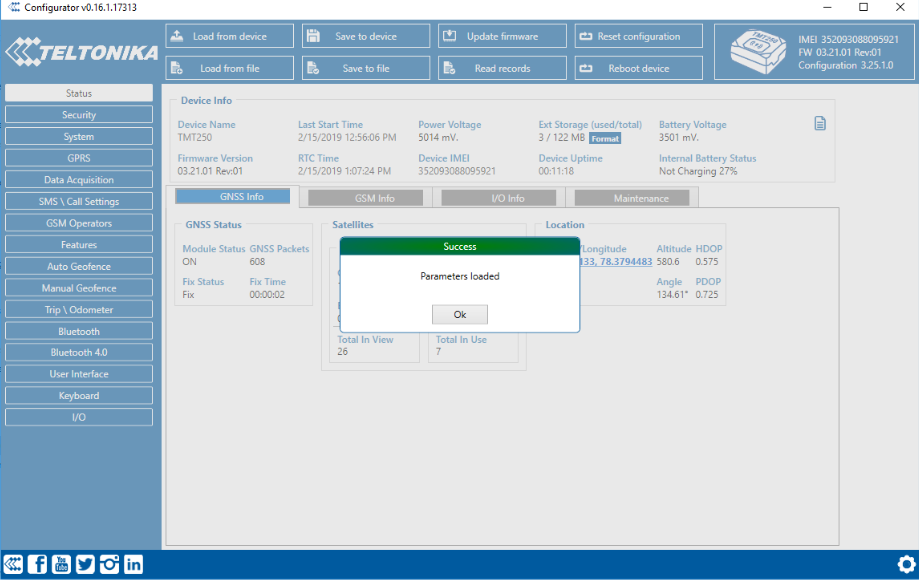 Configurator v0.16.1.17313
TELTONIKA
Load from device
Save to device
Update firmware
Reset configuration
Load from file
Save to file
Read records
Reboot device
TMT250
IMEI 352093088095921
FW 03.21.01 Rev:01
Configuration 3.25.1.0
Status
Security
System
GPRS
Data Acquisition
SMS \ Call Settings
GSM Operators
Features
Auto Geofence
Manual Geofence
Trip \ Odometer
Bluetooth
Bluetooth 4.0
User Interface
Keyboard
I/O
Device Info
Device Name
TMT250
Last Start Time
2/15/2019 12:56:06 PM
Power Voltage
5014 mV.
Ext Storage (used/total)
3 / 122 MB Format
Battery Voltage
3501 mV.
Firmware Version
03.21.01 Rev:01
RTC Time
2/15/2019 1:07:24 PM
Device IMEI
352093088095921
Device Uptime
00:11:18
Internal Battery Status
Not Charging 27%
GNSS Info
GSM Info
I/O Info
Maintenance
GNSS Status
Module Status
ON
GNSS Packets
608
Fix Status
Fix
Fix Time
00:00:02
Satellites
Total In View
26
Total In Use
7
Location
/Longitude
133, 78.3794483
Altitude
580.6
HDOP
0.575
Angle
134.61°
PDOP
0.725
Success
Parameters loaded
Ok
You
Tube
in